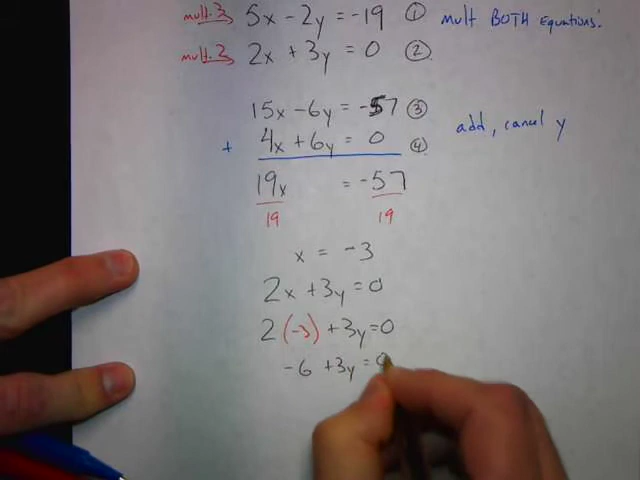 mult. 3 5x - 2y = -19 ① mult BOTH Equations!
mult. 2 2x + 3y = 0 ②
15x - 6y = -57 ③
+ 4x + 6y = 0 ④ add, cancel y
19x = -57
19 19
x = -3
2x + 3y = 0
2 (-3) + 3y = 0
-6 + 3y = 0